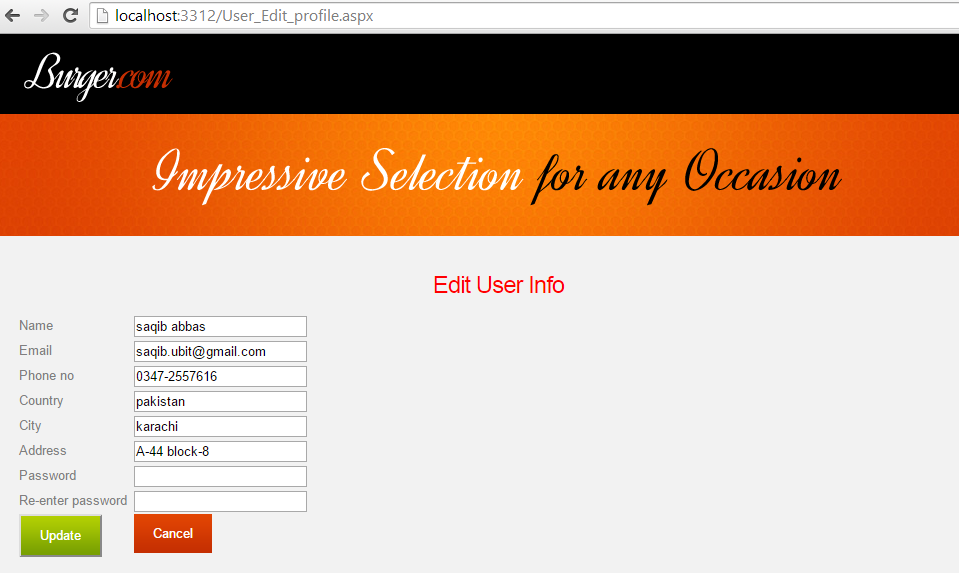 localhost:3312/User_Edit_profile.aspx
Burger.com
Impressive Selection for any Occasion
Edit User Info
Name saqib abbas
Email saqib.ubit@gmail.com
Phone no 0347-2557616
Country pakistan
City karachi
Address A-44 block-8
Password
Re-enter password
Update Cancel